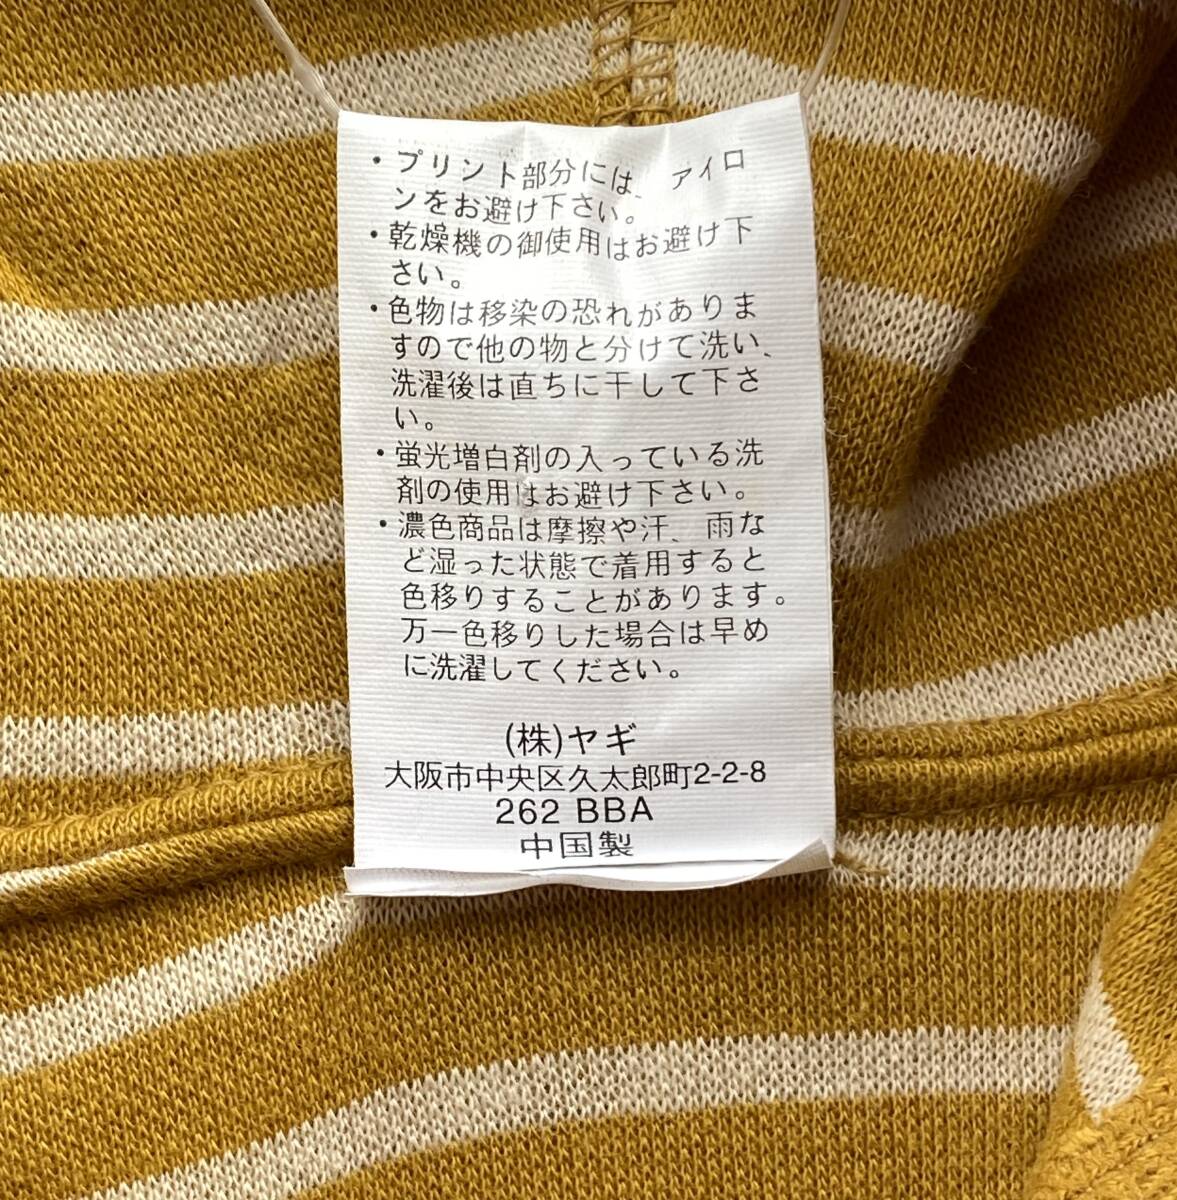 ・プリント部分には、アイロ
ンをお避け下さい。
・乾燥機の御使用はお避け下
さい。
・色物は移染の恐れがありま
すので他の物と分けて洗い、
洗濯後は直ちに干して下さ
い。
・蛍光増白剤の入っている洗
剤の使用はお避け下さい。
・濃色商品は摩擦や汗、雨な
ど湿った状態で着用すると
色移りすることがあります。
万一色移りした場合は早め
に洗濯してください。
(株)ヤギ
大阪市中央区久太郎町2-2-8
262 BBA
中国製